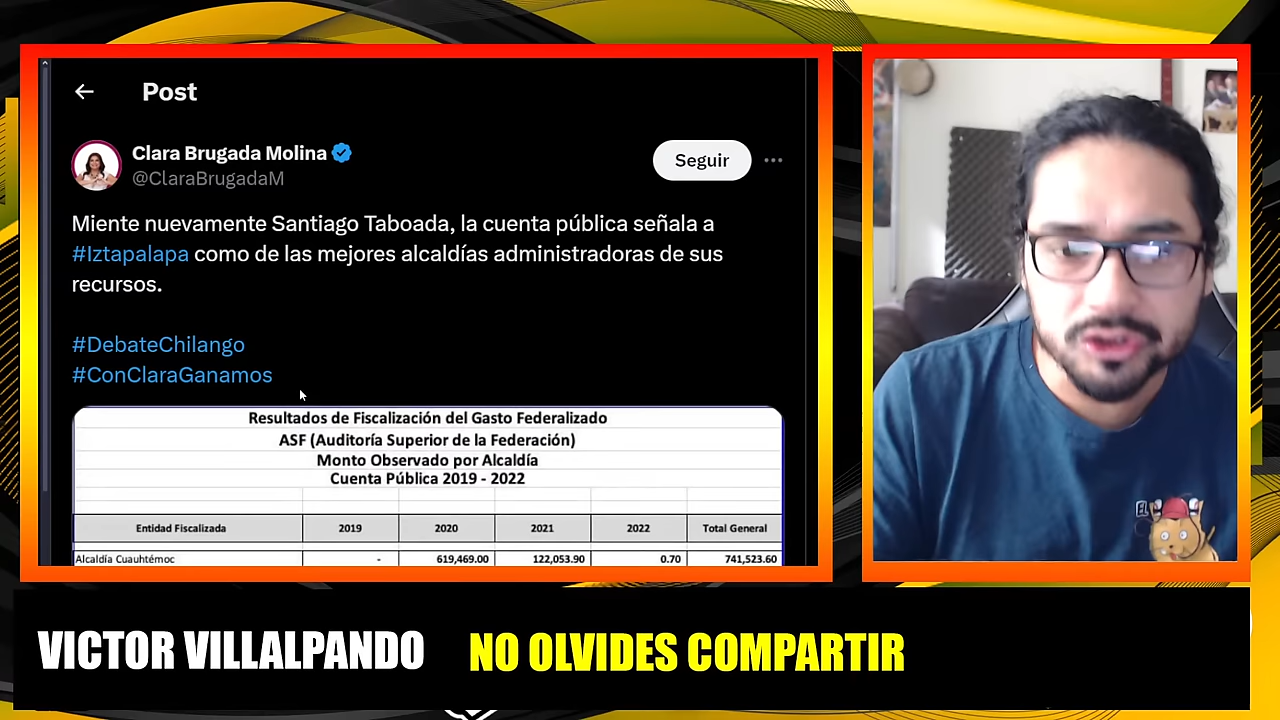 Post
Clara Brugada Molina
@ClaraBrugadaM
Seguir
Miente nuevamente Santiago Taboada, la cuenta pública señala a
#Iztapalapa como de las mejores alcaldías administradoras de sus
recursos.
#DebateChilango
#ConClaraGanamos
Resultados de Fiscalización del Gasto Federalizado
ASF (Auditoría Superior de la Federación)
Monto Observado por Alcaldía
Cuenta Pública 2019 - 2022
Entidad Fiscalizada 2019 2020 2021 2022 Total General
Alcaldía Cuauhtémoc - 619,469.00 122,053.90 0.70 741,523.60
EL
VICTOR VILLALPANDO NO OLVIDES COMPARTIR